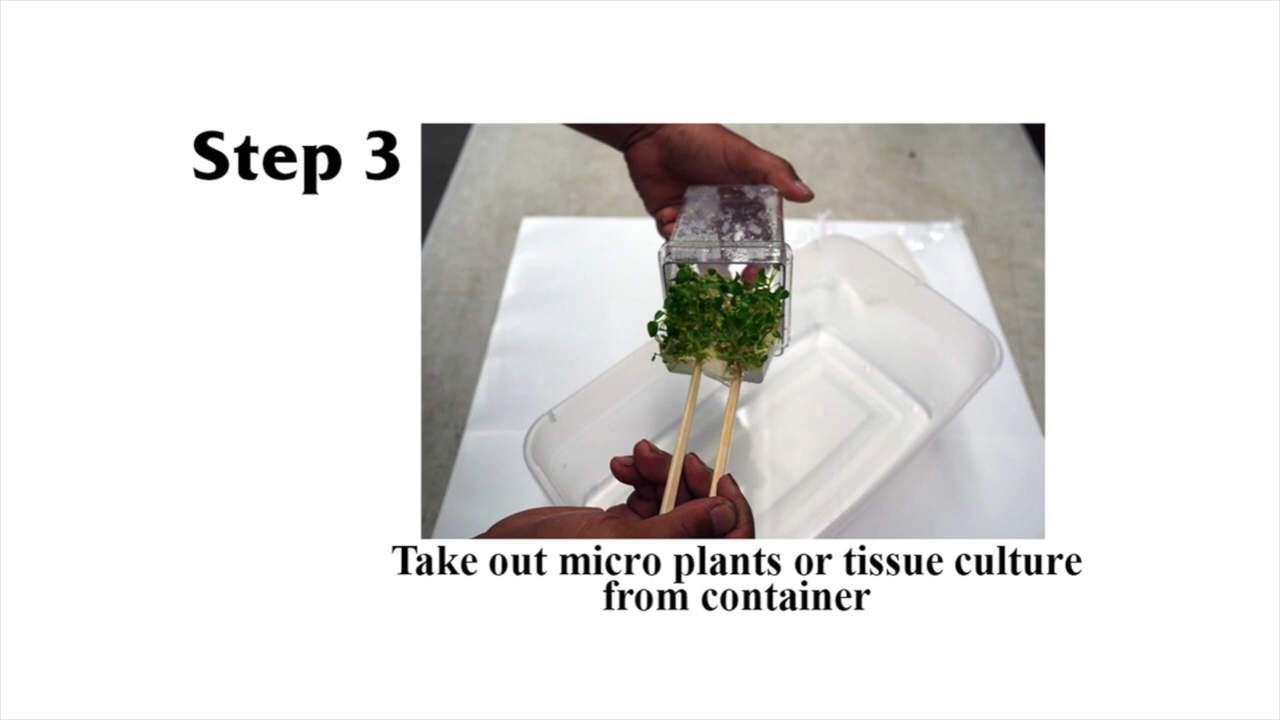 Step 3
Take out micro plants or tissue culture
from container